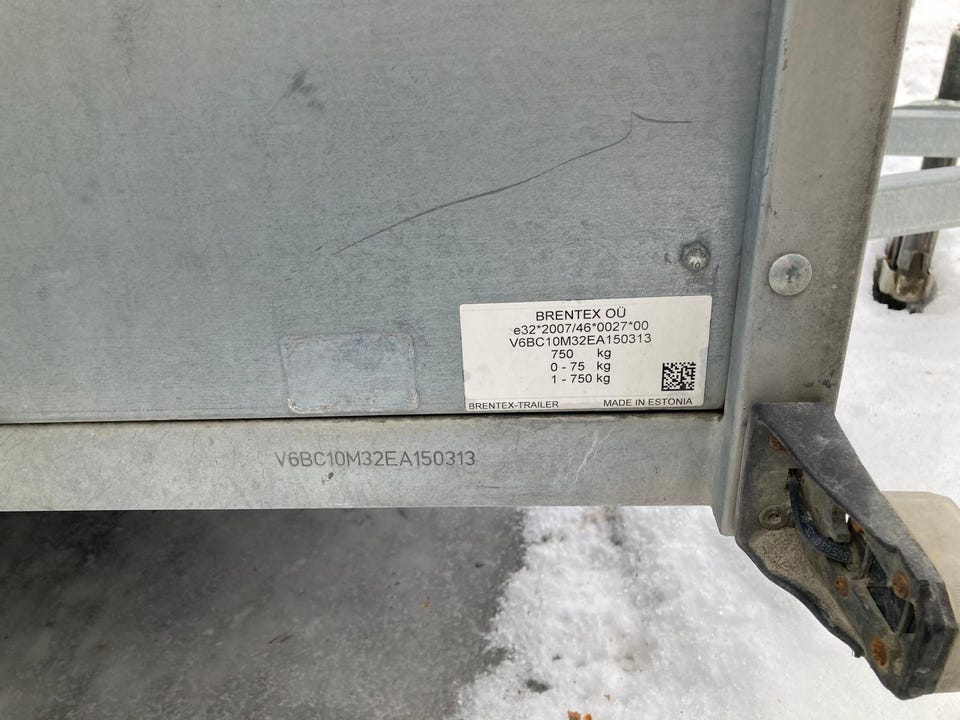 BRENTEX OÜ
e32*2007/46*0027*00
V6BC10M32EA150313
750 kg
0 - 75 kg
1 - 750 kg
BRENTEX-TRAILER MADE IN ESTONIA
V6BC10M32EA150313